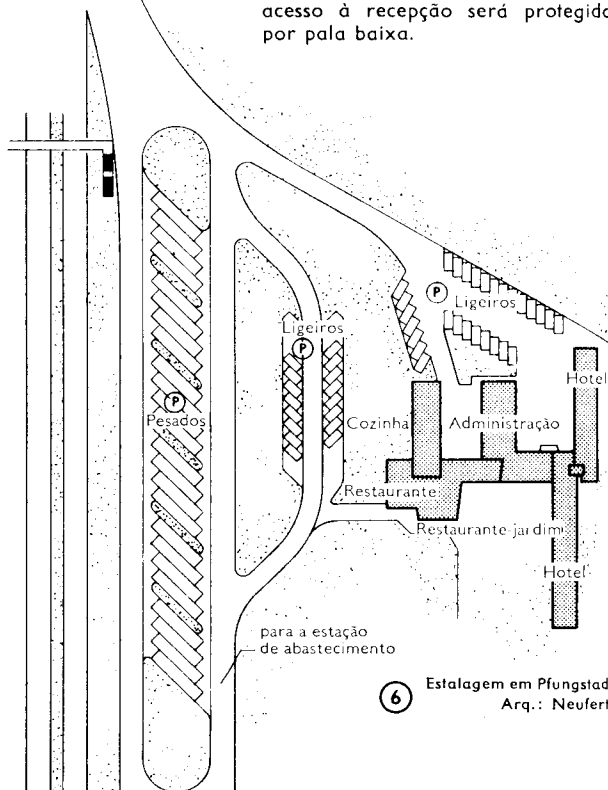 acesso à recepção será protegido
por pala baixa.
P
Ligeiros
Ligeiros
P
Hotel
P
Pesados
Cozinha
Administração
Restaurante
Restaurante-jardim
Hotel
para a estação
de abastecimento
6
Estalagem em Pfungstad
Arq.: Neufert